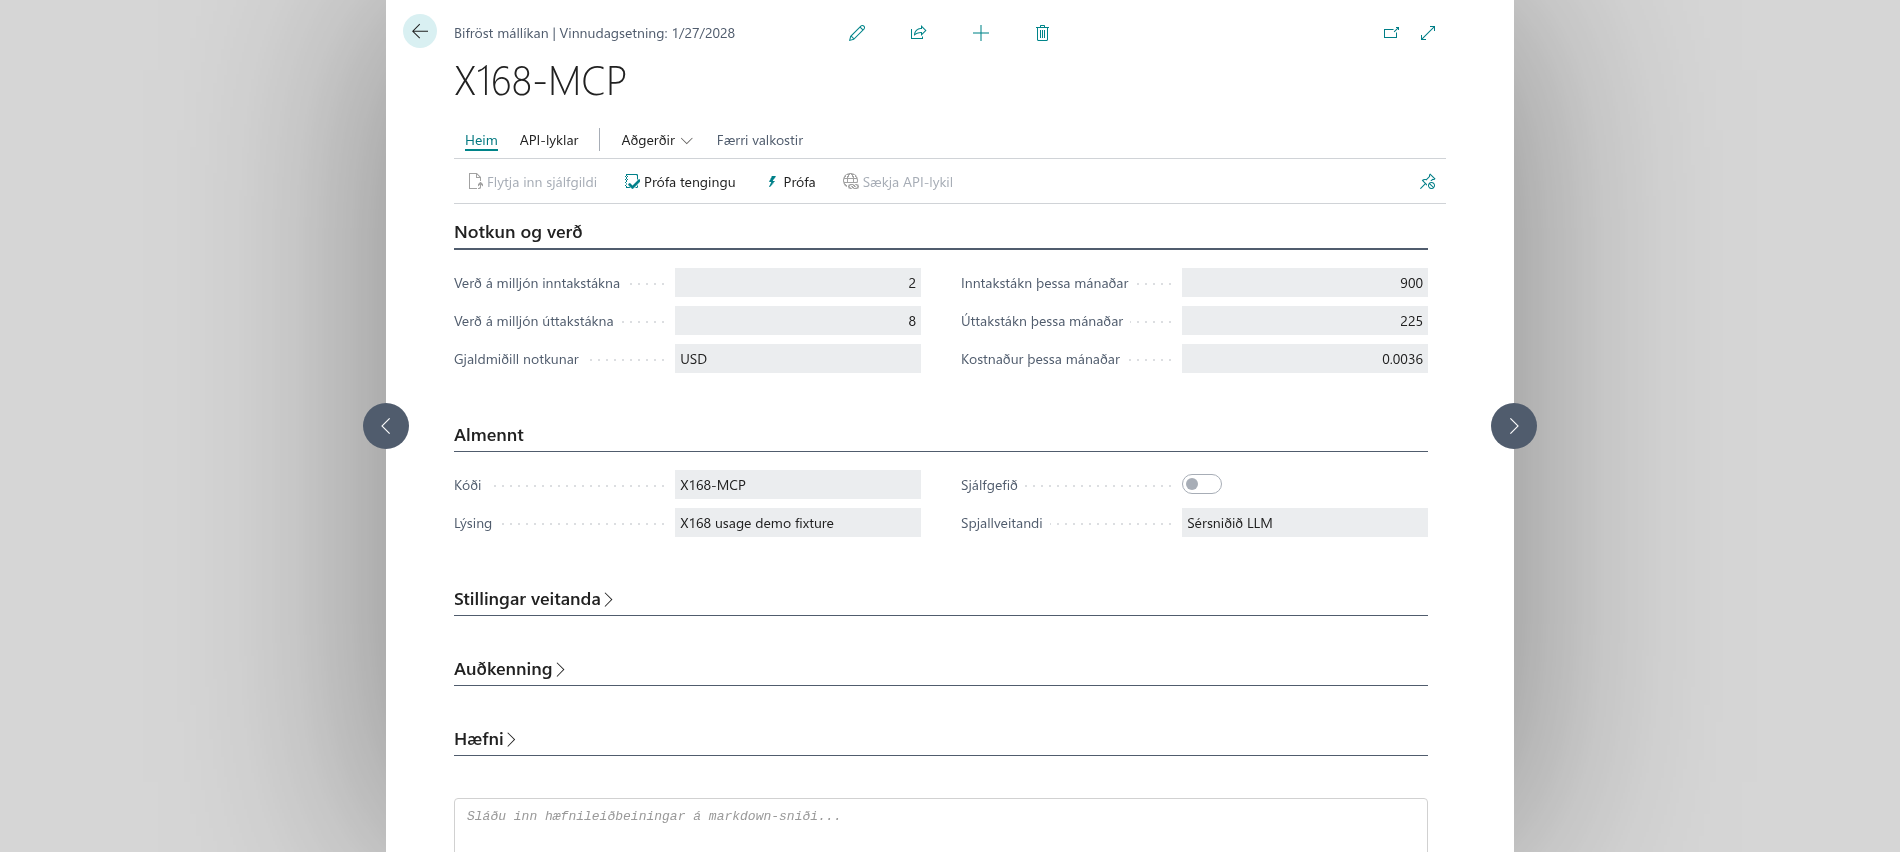 Bifröst mállíkan | Vinnudagsetning: 1/27/2028
X168-MCP
Heim API-lyklar Aðgerðir Færri valkostir
Flytja inn sjálfgildi Prófa tengingu Prófa Sækja API-lykil
Notkun og verð
Verð á milljón inntakstákna 2 Inntakstákn þessa mánaðar 900
Verð á milljón úttakstákna 8 Úttakstákn þessa mánaðar 225
Gjaldmiðill notkunar USD Kostnaður þessa mánaðar 0.0036
Almennt
Kóði X168-MCP Sjálfgefið
Lýsing X168 usage demo fixture Spjallveitandi Sérsniðið LLM
Stillingar veitanda
Auðkenning
Hæfni
Sláðu inn hæfnileiðbeiningar á markdown-sniði...